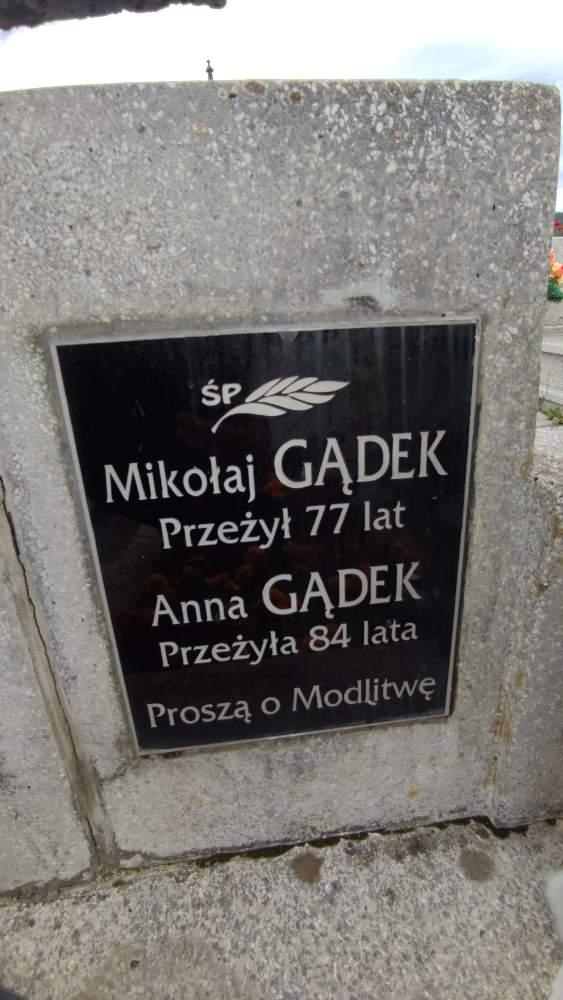 ŚP
Mikołaj GĄDEK
Przeżył 77 lat
Anna GĄDEK
Przeżyła 84 lata
Proszą o Modlitwę